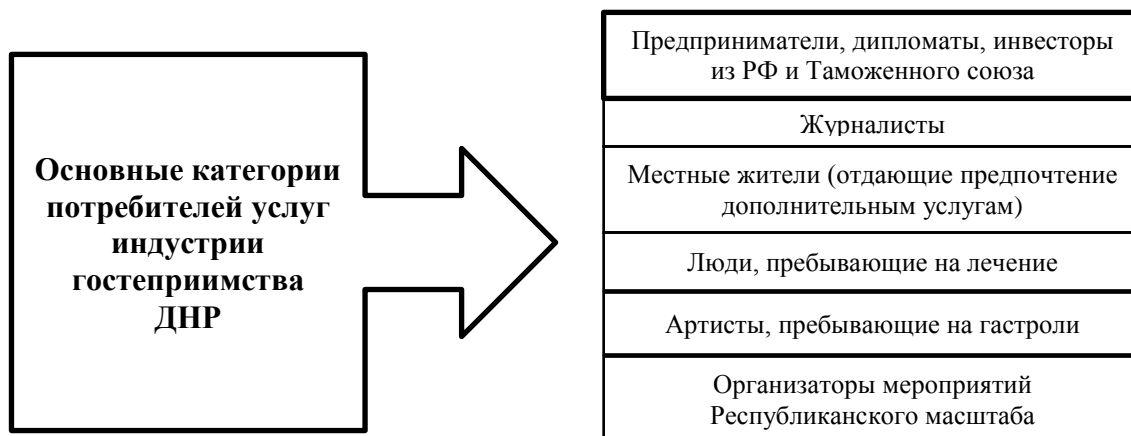 Основные категории
потребителей услуг
индустрии
гостеприимства
ДНР
Предприниматели, дипломаты, инвесторы
из РФ и Таможенного союза
Журналисты
Местные жители (отдающие предпочтение
дополнительным услугам)
Люди, пребывающие на лечение
Артисты, пребывающие на гастроли
Организаторы мероприятий
Республиканского масштаба